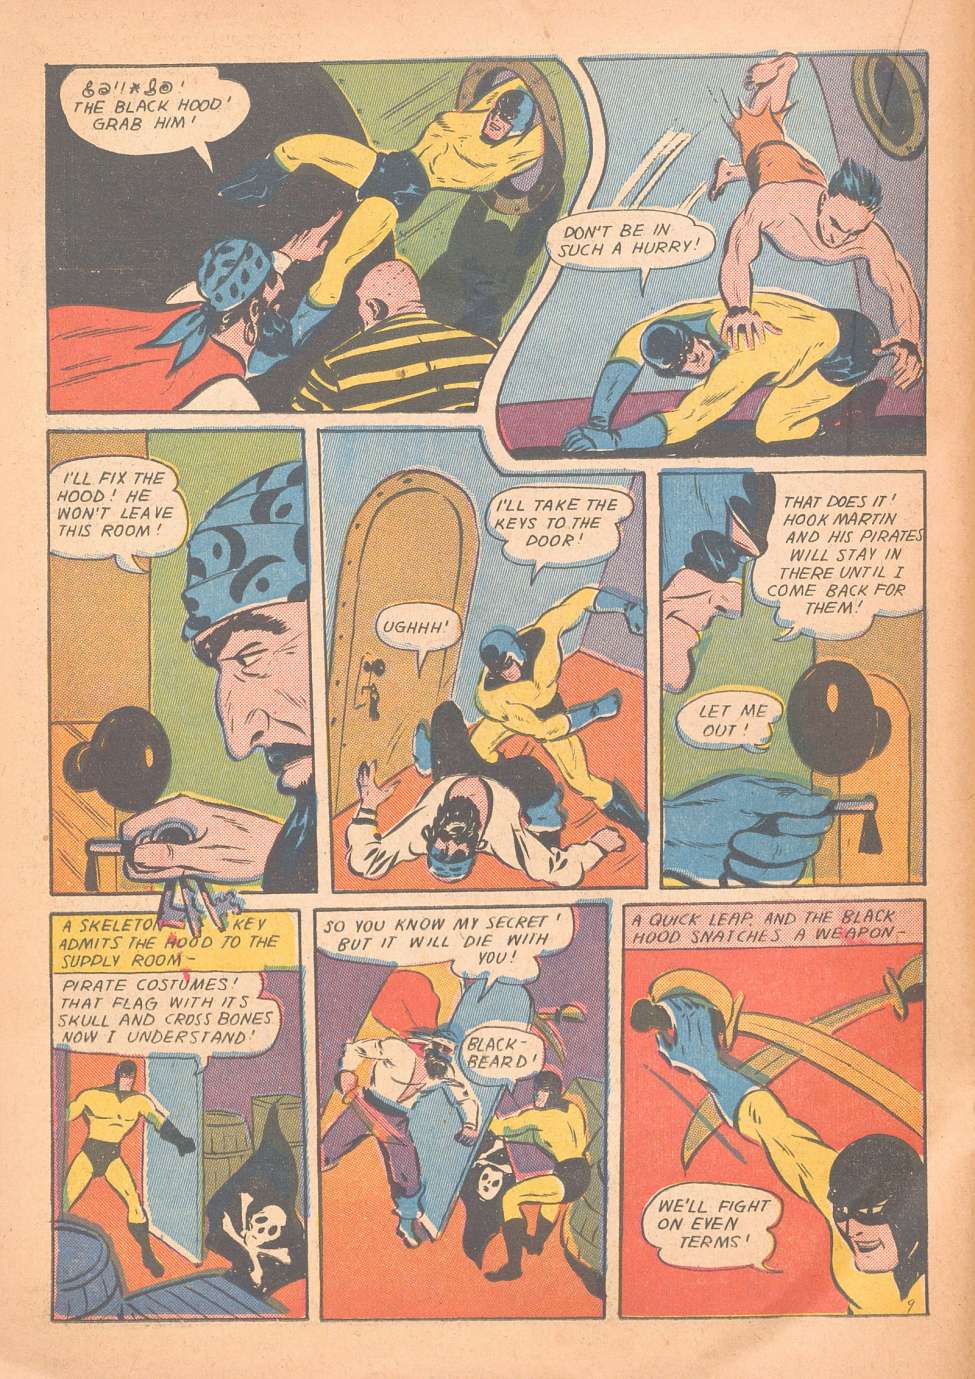 &@!!*&@!
THE BLACK HOOD!
GRAB HIM!
DON'T BE IN
SUCH A HURRY!
I'LL FIX THE
HOOD! HE
WON'T LEAVE
THIS ROOM!
I'LL TAKE THE
KEYS TO THE
DOOR!
UGHHH!
THAT DOES IT!
HOOK MARTIN
AND HIS PIRATES
WILL STAY IN
THERE UNTIL I
COME BACK FOR
THEM!
LET ME
OUT!
A SKELETON KEY
ADMITS THE HOOD TO THE
SUPPLY ROOM-
PIRATE COSTUMES!
THAT FLAG WITH ITS
SKULL AND CROSS BONES
NOW I UNDERSTAND!
SO YOU KNOW MY SECRET!
BUT IT WILL DIE WITH
YOU!
BLACK-
BEARD!
A QUICK LEAP, AND THE BLACK
HOOD SNATCHES A WEAPON-
WE'LL FIGHT
ON EVEN
TERMS!
9